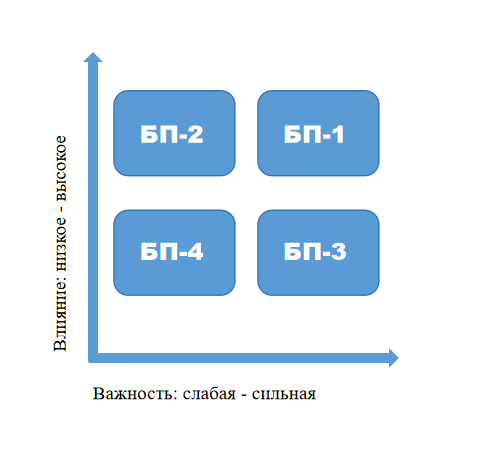 БП-2
БП-1
БП-4
БП-3
Влияние: низкое - высокое
Важность: слабая - сильная